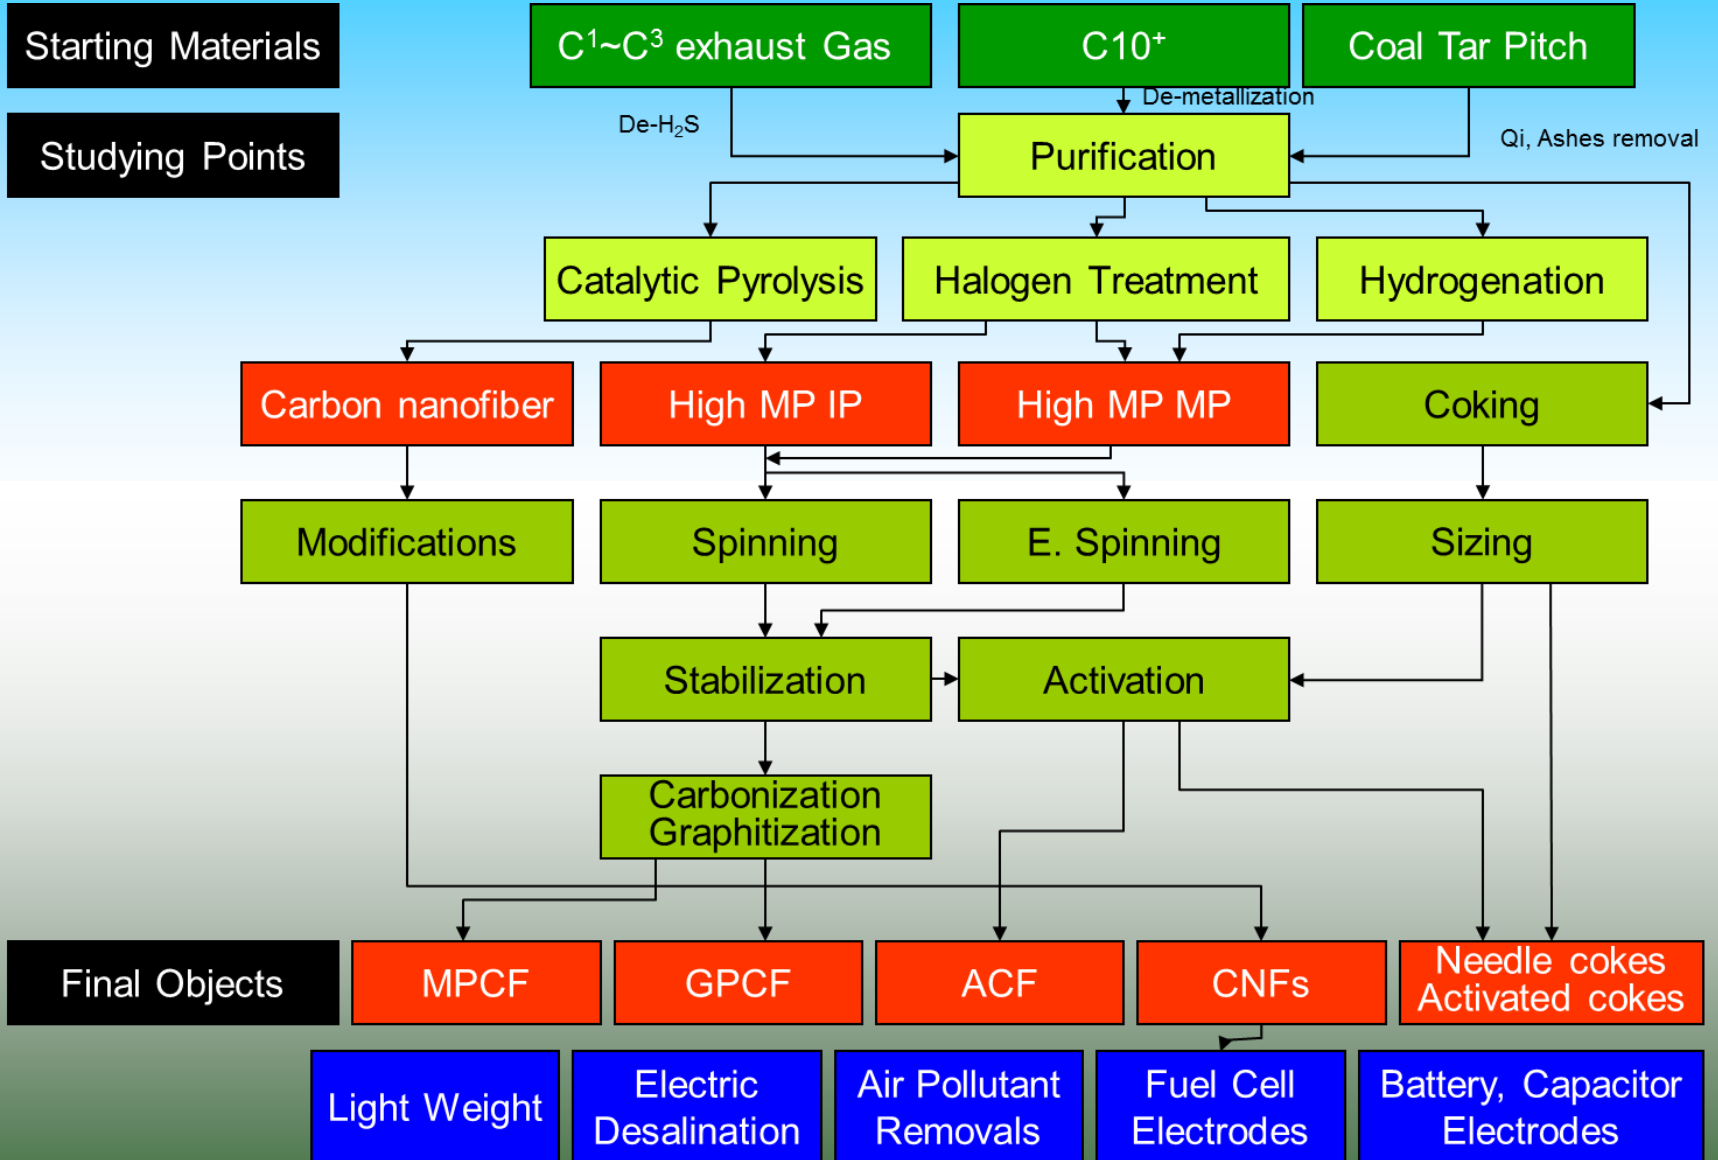 Starting Materials
C¹~C³ exhaust Gas
C10⁺
Coal Tar Pitch
De-metallization
De-H₂S
Studying Points
Purification
Qi, Ashes removal
Catalytic Pyrolysis
Halogen Treatment
Hydrogenation
Carbon nanofiber
High MP IP
High MP MP
Coking
Modifications
Spinning
E. Spinning
Sizing
Stabilization
Activation
Carbonization
Graphitization
Final Objects
MPCF
GPCF
ACF
CNFs
Needle cokes
Activated cokes
Light Weight
Electric
Desalination
Air Pollutant
Removals
Fuel Cell
Electrodes
Battery, Capacitor
Electrodes